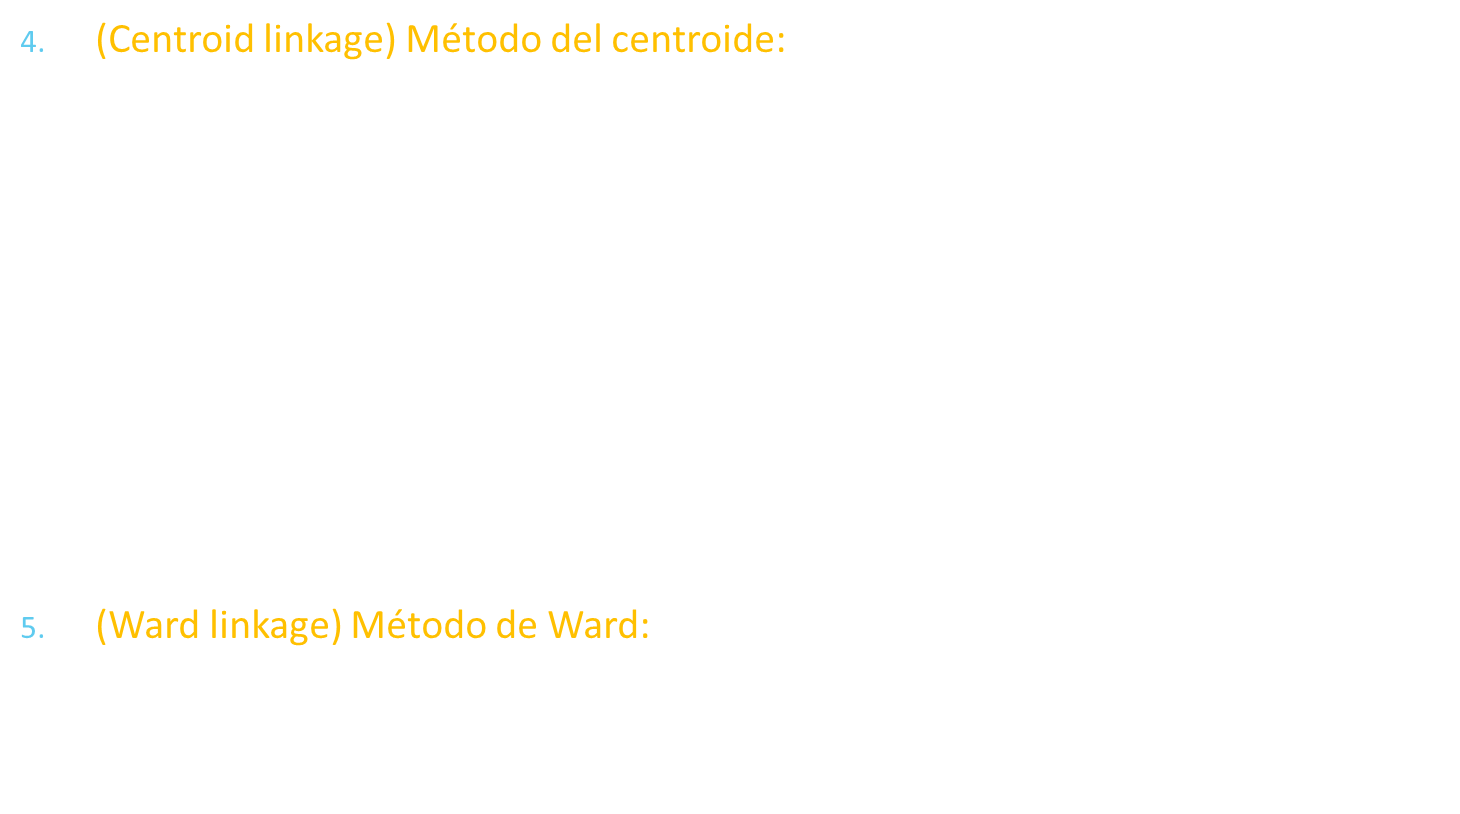 4. (Centroid linkage) Método del centroide:
5. (Ward linkage) Método de Ward: